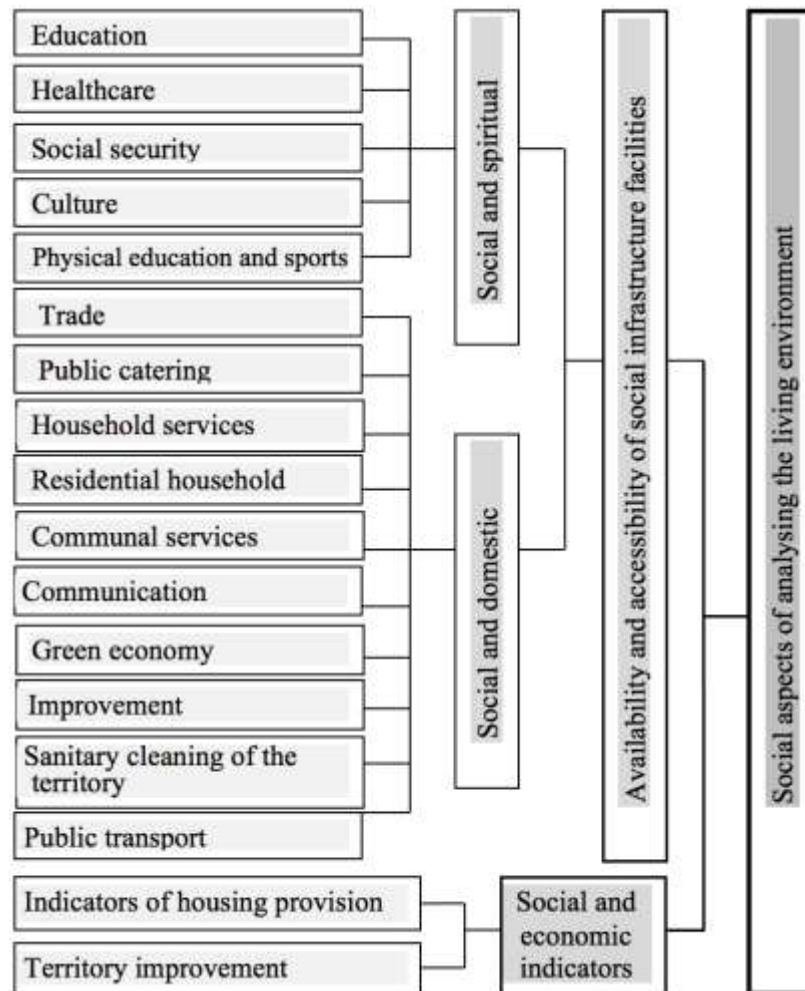 Education
Healthcare
Social security
Culture
Physical education and sports
Trade
Public catering
Household services
Residential household
Communal services
Communication
Green economy
Improvement
Sanitary cleaning of the
territory
Public transport
Indicators of housing provision
Territory improvement
Social and spiritual
Social and domestic
Social and
economic
indicators
Availability and accessibility of social infrastructure facilities
Social aspects of analysing the living environment